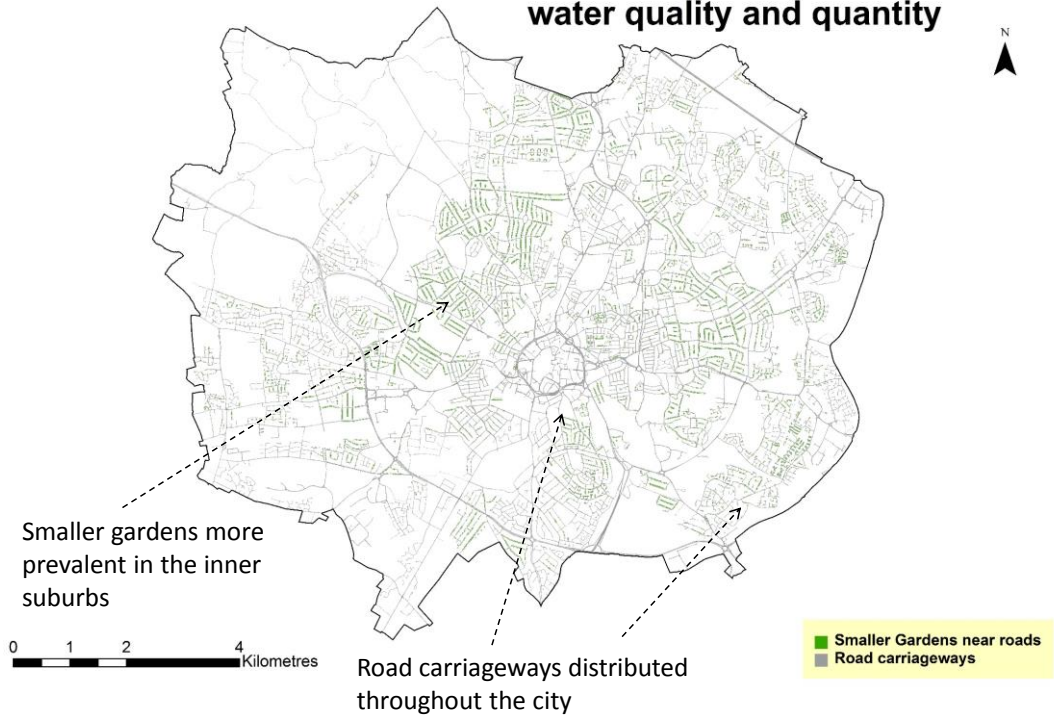 water quality and quantity
N
Smaller gardens more
prevalent in the inner
suburbs
0 1 2 4
Kilometres
Road carriageways distributed
throughout the city
Smaller Gardens near roads
Road carriageways